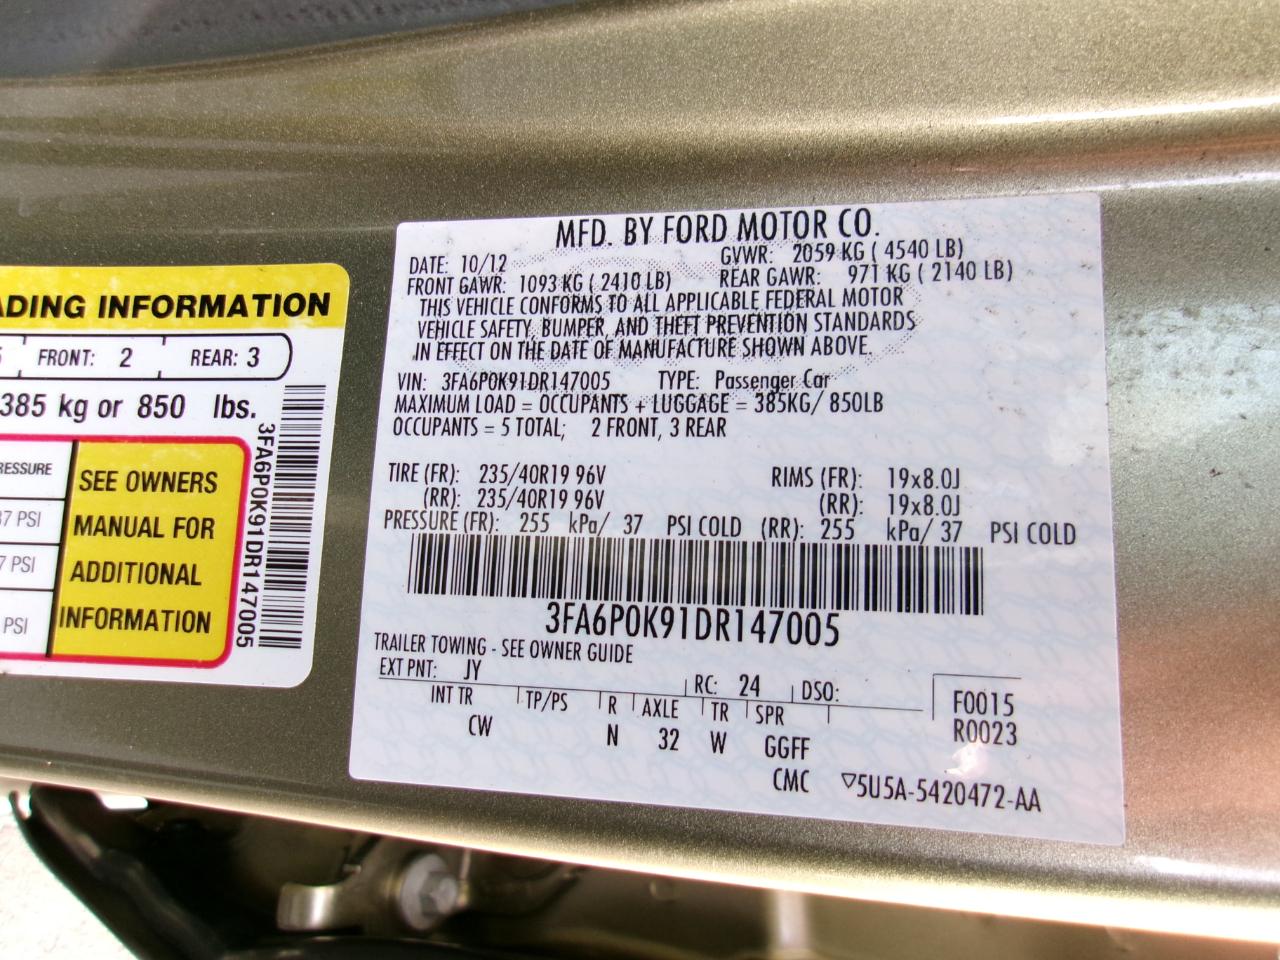 ADING INFORMATION
FRONT: 2 REAR: 3
385 kg or 850 lbs.
RESSURE
37 PSI
7 PSI
PSI
SEE OWNERS
MANUAL FOR
ADDITIONAL
INFORMATION
3FA6P0K91DR147005
MFD. BY FORD MOTOR CO.
DATE: 10/12 GVWR: 2059 KG ( 4540 LB)
FRONT GAWR: 1093 KG ( 2410 LB) REAR GAWR: 971 KG ( 2140 LB)
THIS VEHICLE CONFORMS TO ALL APPLICABLE FEDERAL MOTOR
VEHICLE SAFETY, BUMPER, AND THEFT PREVENTION STANDARDS
IN EFFECT ON THE DATE OF MANUFACTURE SHOWN ABOVE.
VIN: 3FA6P0K91DR147005 TYPE: Passenger Car
MAXIMUM LOAD = OCCUPANTS + LUGGAGE = 385KG/ 850LB
OCCUPANTS = 5 TOTAL; 2 FRONT, 3 REAR
TIRE (FR): 235/40R19 96V RIMS (FR): 19x8.0J
(RR): 235/40R19 96V (RR): 19x8.0J
PRESSURE (FR): 255 kPa/ 37 PSI COLD (RR): 255 kPa/ 37 PSI COLD
3FA6P0K91DR147005
TRAILER TOWING - SEE OWNER GUIDE
EXT PNT: JY RC: 24 DSO:
INT TR TP/PS R AXLE TR SPR F0015
CW N 32 W GGFF R0023
CMC ▽5U5A-5420472-AA